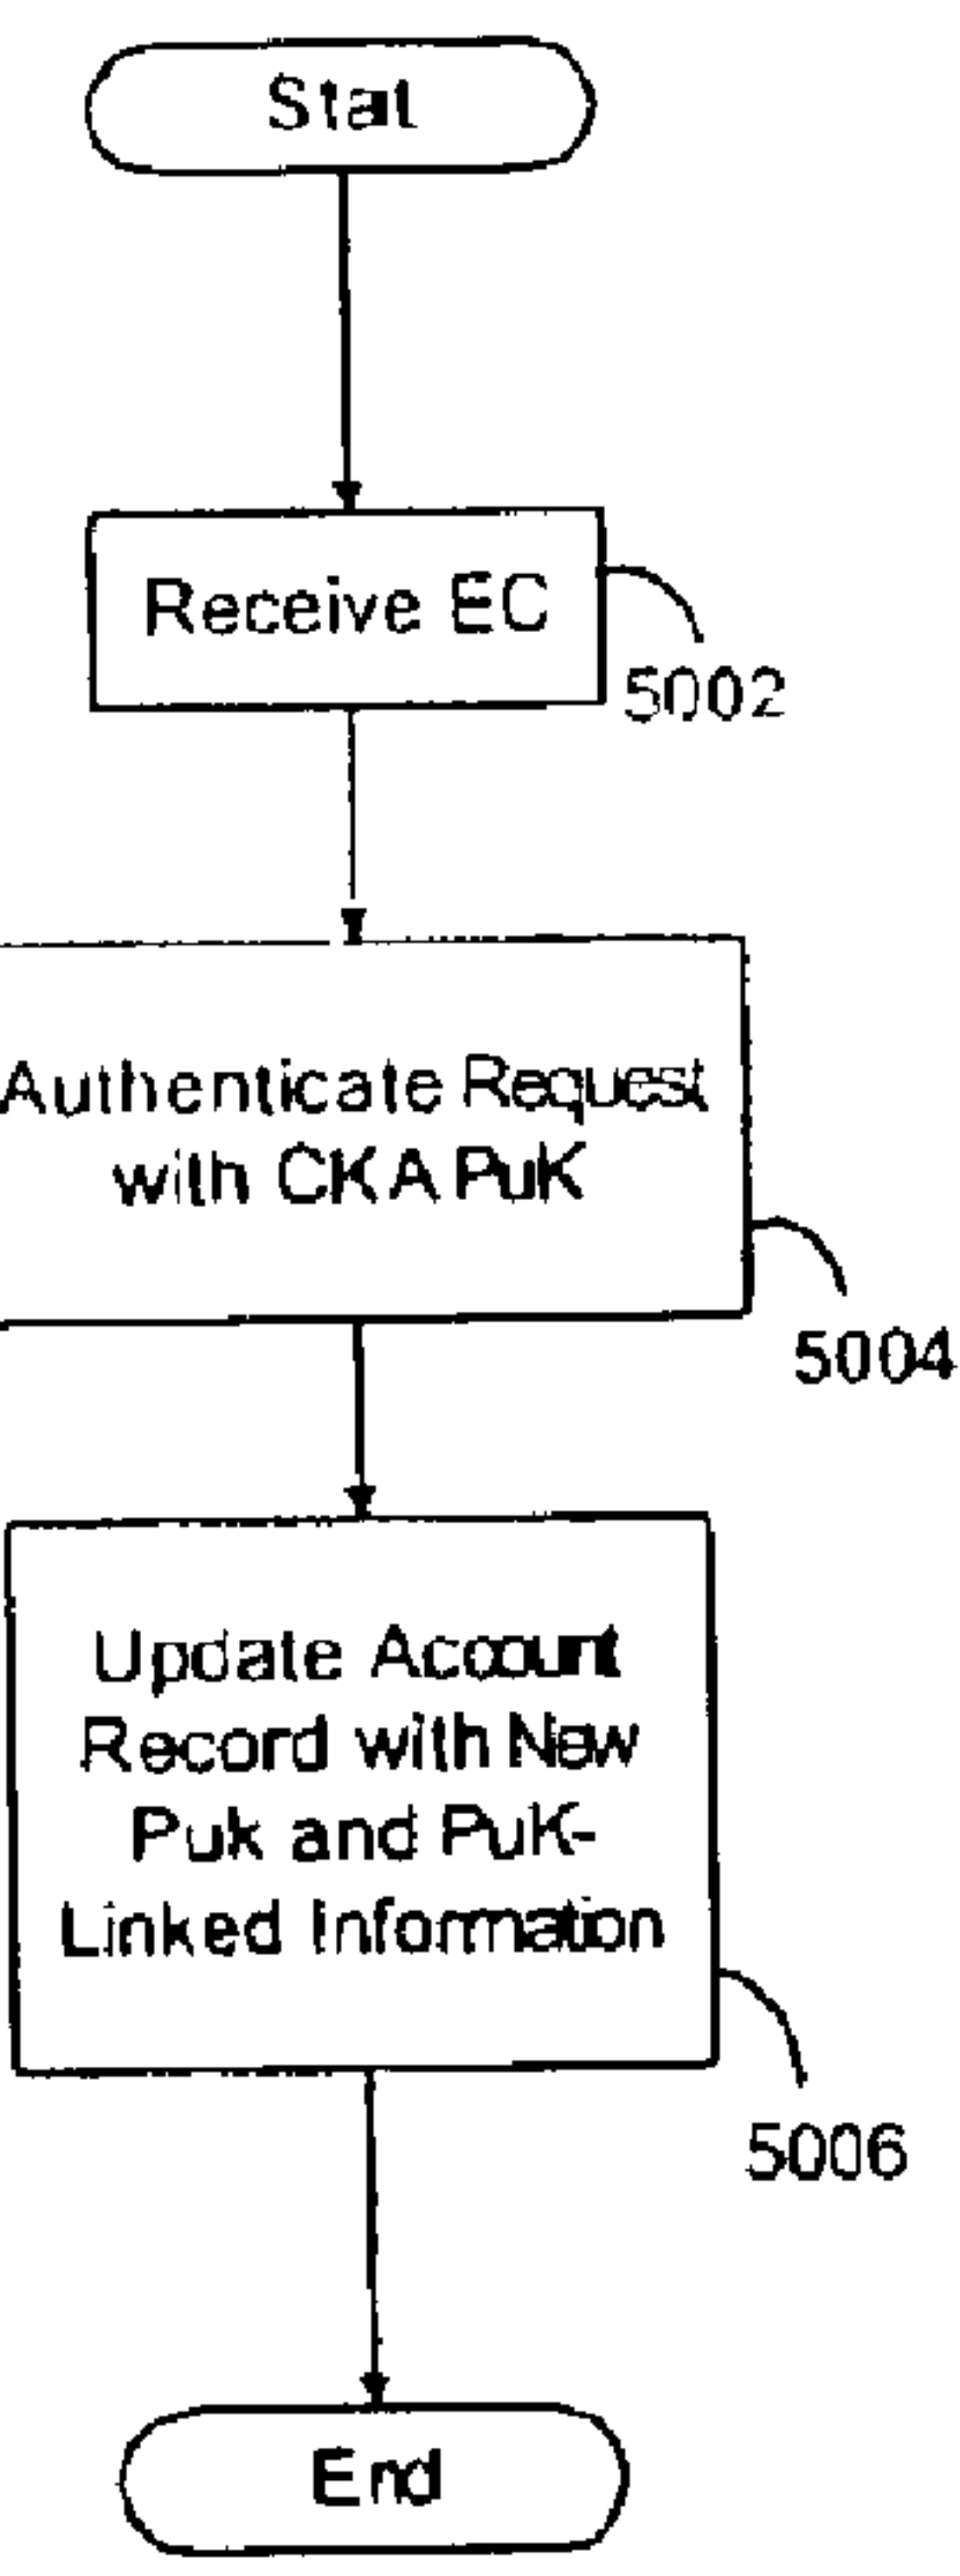 Start
Receive EC
5002
Authenticate Request
with CKA PuK
5004
Update Account
Record with New
Puk and PuK-
Linked Information
5006
End